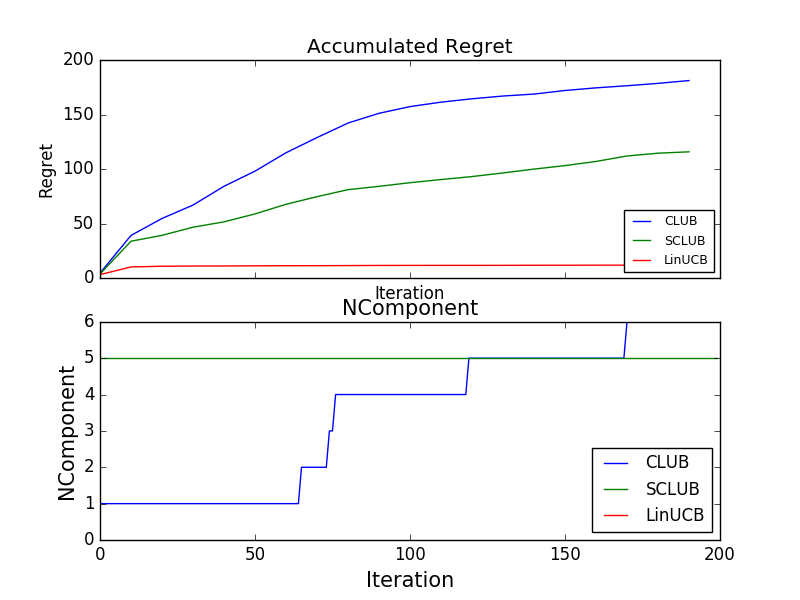 Accumulated Regret
200
150
100
50
0
Regret
CLUB
SCLUB
LinUCB
Iteration
NComponent
6
5
4
3
2
1
0
NComponent
CLUB
SCLUB
LinUCB
0 50 100 150 200
Iteration